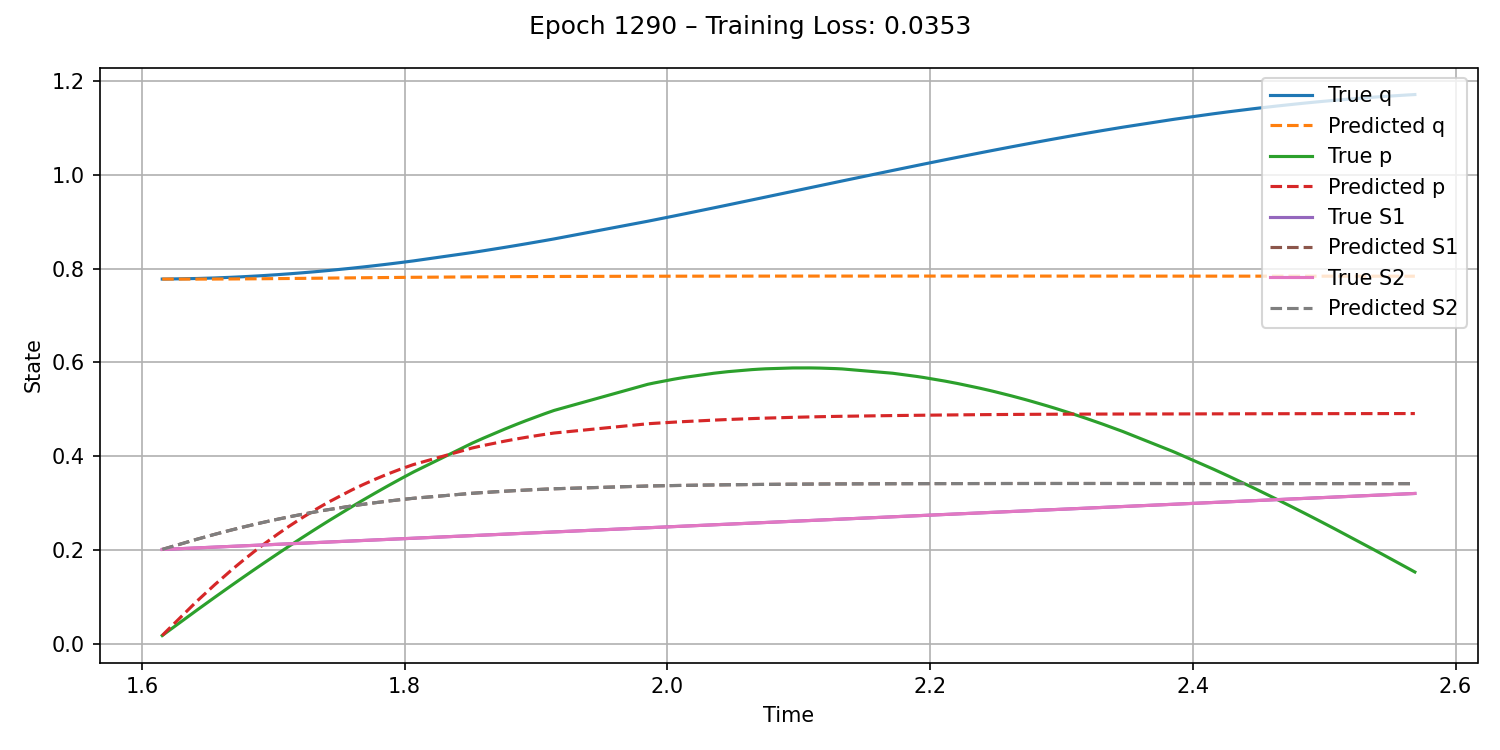 Epoch 1290 – Training Loss: 0.0353
1.2
1.0
0.8
0.6
0.4
0.2
0.0
State
True q
Predicted q
True p
Predicted p
True S1
Predicted S1
True S2
Predicted S2
1.6
1.8
2.0
2.2
2.4
2.6
Time